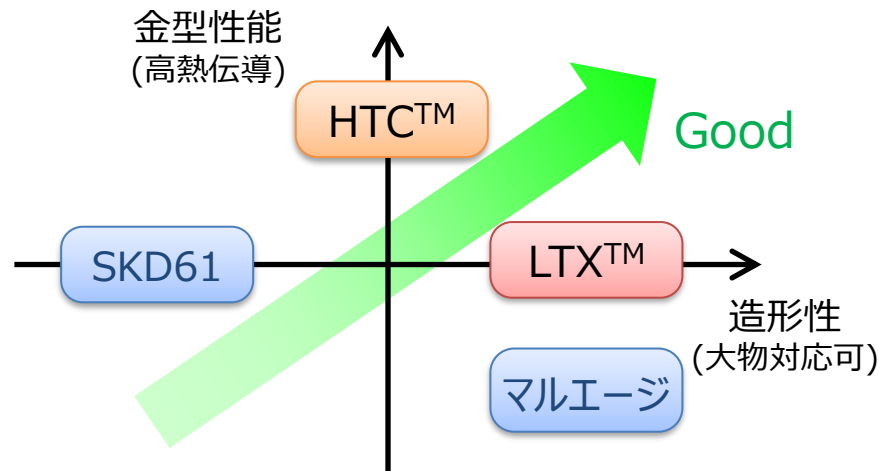 金型性能
(高熱伝導)
HTC™
Good
SKD61
LTX™
造形性
(大物対応可)
マルエージ